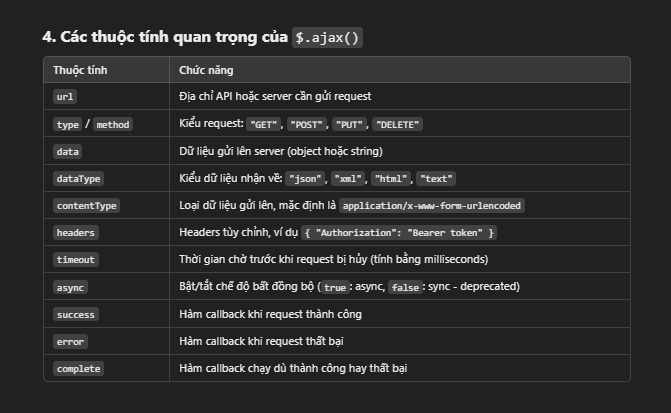 4. Các thuộc tính quan trọng của $.ajax()
Thuộc tính Chức năng
url Địa chỉ API hoặc server cần gửi request
type / method Kiểu request: "GET", "POST", "PUT", "DELETE"
data Dữ liệu gửi lên server (object hoặc string)
dataType Kiểu dữ liệu nhận về: "json", "xml", "html", "text"
contentType Loại dữ liệu gửi lên, mặc định là application/x-www-form-urlencoded
headers Headers tùy chỉnh, ví dụ { "Authorization": "Bearer token" }
timeout Thời gian chờ trước khi request bị hủy (tính bằng milliseconds)
async Bật/tắt chế độ bất đồng bộ (true: async, false: sync - deprecated)
success Hàm callback khi request thành công
error Hàm callback khi request thất bại
complete Hàm callback chạy dù thành công hay thất bại